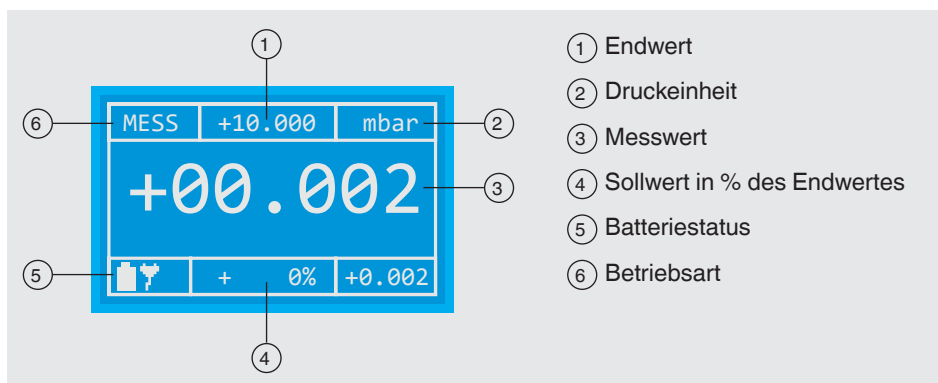 1
6 MESS +10.000 mbar 2
+00.002 3
5 + 0% +0.002
4
1 Endwert
2 Druckeinheit
3 Messwert
4 Sollwert in % des Endwertes
5 Batteriestatus
6 Betriebsart